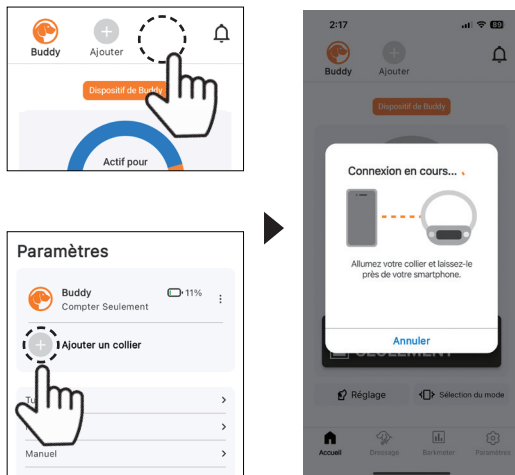 Buddy
Ajouter
Dispositif de Buddy
Actif pour
Paramètres
Buddy
11%
Compter Seulement
Ajouter un collier
Tu
Manuel
2:17
Buddy
Ajouter
Dispositif de Buddy
Connexion en cours...
Allumez votre collier et laissez-le
près de votre smartphone.
Annuler
SEULEMENT
Réglage
Sélection du mode
Accueil
Dressage
Barkmeter
Paramètres